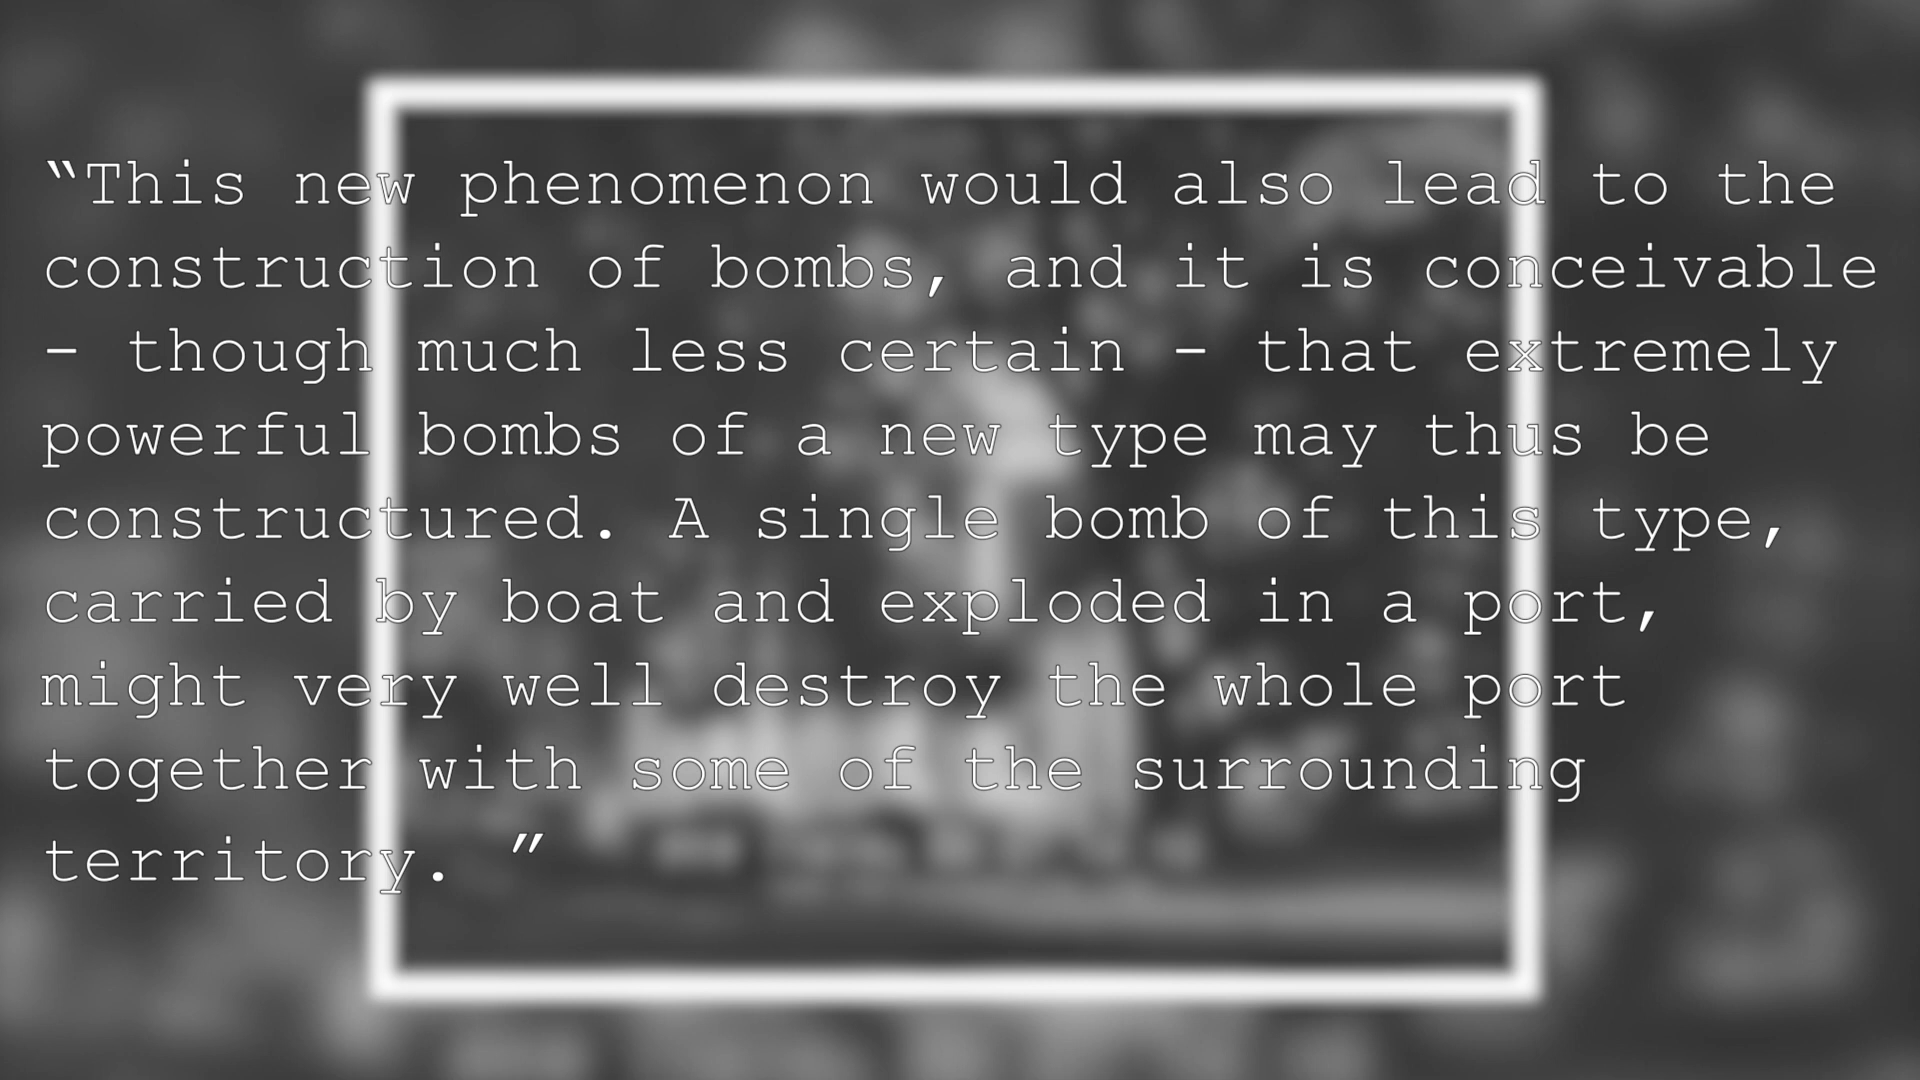 “This new phenomenon would also lead to the
construction of bombs, and it is conceivable
- though much less certain - that extremely
powerful bombs of a new type may thus be
constructured. A single bomb of this type,
carried by boat and exploded in a port,
might very well destroy the whole port
together with some of the surrounding
territory. ”